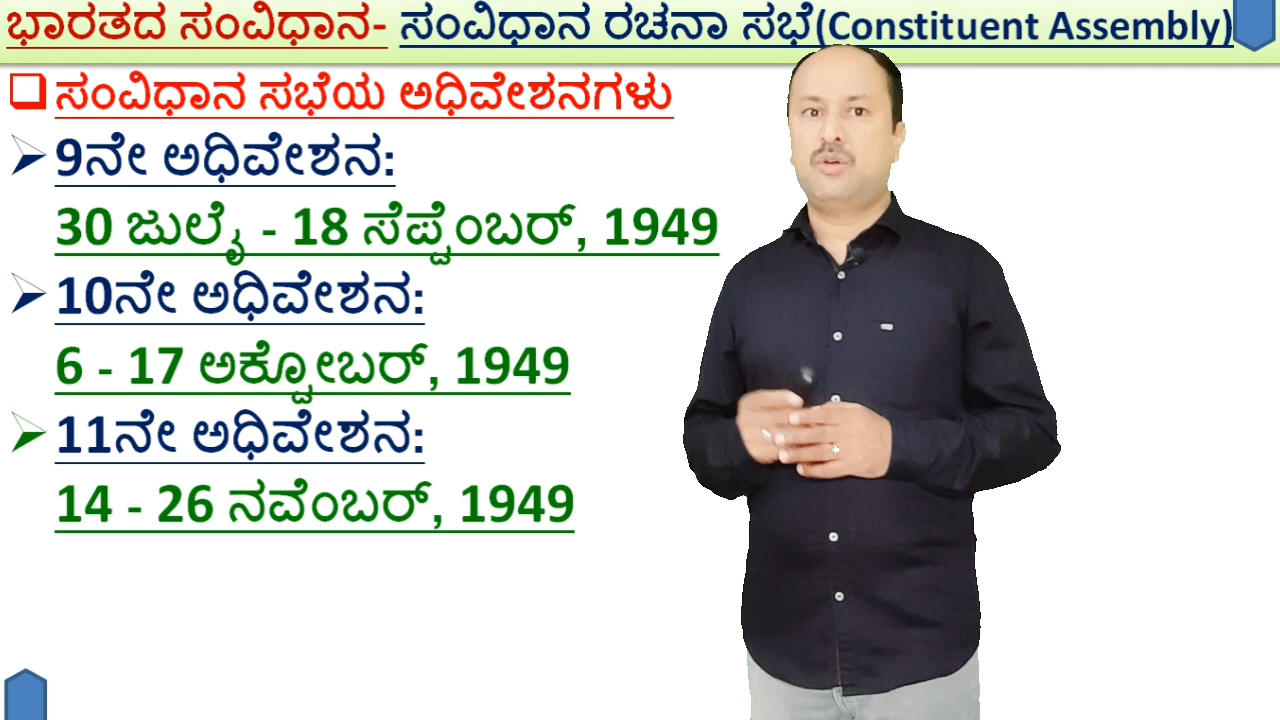 ಭಾರತದ ಸಂವಿಧಾನ- ಸಂವಿಧಾನ ರಚನಾ ಸಭೆ(Constituent Assembly)
ಸಂವಿಧಾನ ಸಭೆಯ ಅಧಿವೇಶನಗಳು
9ನೇ ಅಧಿವೇಶನ:
30 ಜುಲೈ - 18 ಸೆಪ್ಟೆಂಬರ್, 1949
10ನೇ ಅಧಿವೇಶನ:
6 - 17 ಅಕ್ಟೋಬರ್, 1949
11ನೇ ಅಧಿವೇಶನ:
14 - 26 ನವೆಂಬರ್, 1949